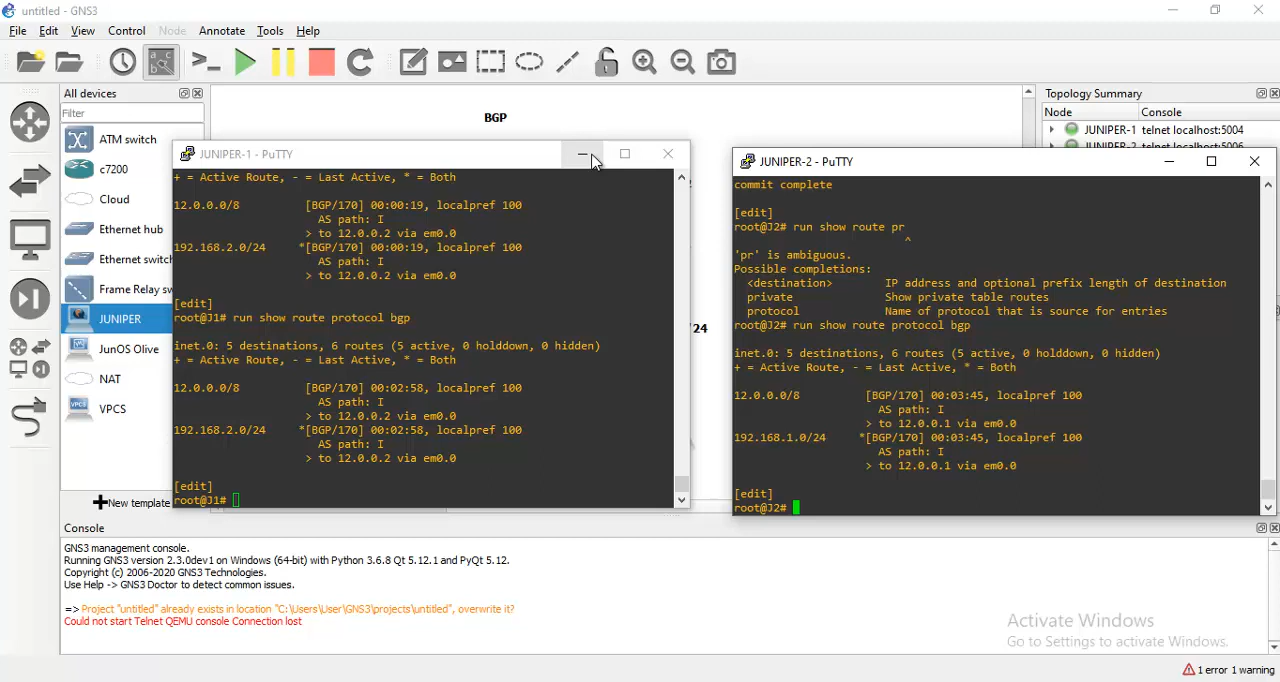 untitled - GNS3
File Edit View Control Node Annotate Tools Help
All devices
Filter
ATM switch
c7200
Cloud
Ethernet hub
Ethernet switch
Frame Relay sw
JUNIPER
JunOS Olive
NAT
VPCS
New template
BGP
24
Topology Summary
Node Console
JUNIPER-1 telnet localhost:5004
JUNIPER-2 telnet localhost:5006
JUNIPER-1 - PuTTY
+ = Active Route, - = Last Active, * = Both
12.0.0.0/8 [BGP/170] 00:00:19, localpref 100
AS path: I
> to 12.0.0.2 via em0.0
192.168.2.0/24 *[BGP/170] 00:00:19, localpref 100
AS path: I
> to 12.0.0.2 via em0.0
[edit]
root@J1# run show route protocol bgp
inet.0: 5 destinations, 6 routes (5 active, 0 holddown, 0 hidden)
+ = Active Route, - = Last Active, * = Both
12.0.0.0/8 [BGP/170] 00:02:58, localpref 100
AS path: I
> to 12.0.0.2 via em0.0
192.168.2.0/24 *[BGP/170] 00:02:58, localpref 100
AS path: I
> to 12.0.0.2 via em0.0
[edit]
root@J1#
JUNIPER-2 - PuTTY
commit complete
[edit]
root@J2# run show route pr
^
'pr' is ambiguous.
Possible completions:
<destination> IP address and optional prefix length of destination
private Show private table routes
protocol Name of protocol that is source for entries
root@J2# run show route protocol bgp
inet.0: 5 destinations, 6 routes (5 active, 0 holddown, 0 hidden)
+ = Active Route, - = Last Active, * = Both
12.0.0.0/8 [BGP/170] 00:03:45, localpref 100
AS path: I
> to 12.0.0.1 via em0.0
192.168.1.0/24 *[BGP/170] 00:03:45, localpref 100
AS path: I
> to 12.0.0.1 via em0.0
[edit]
root@J2#
Console
GNS3 management console.
Running GNS3 version 2.3.0dev1 on Windows (64-bit) with Python 3.6.8 Qt 5.12.1 and PyQt 5.12.
Copyright (c) 2006-2020 GNS3 Technologies.
Use Help -> GNS3 Doctor to detect common issues.
=> Project "untitled" already exists in location "C:\Users\User\GNS3\projects\untitled", overwrite it?
Could not start Telnet QEMU console Connection lost
Activate Windows
Go to Settings to activate Windows.
1 error 1 warning